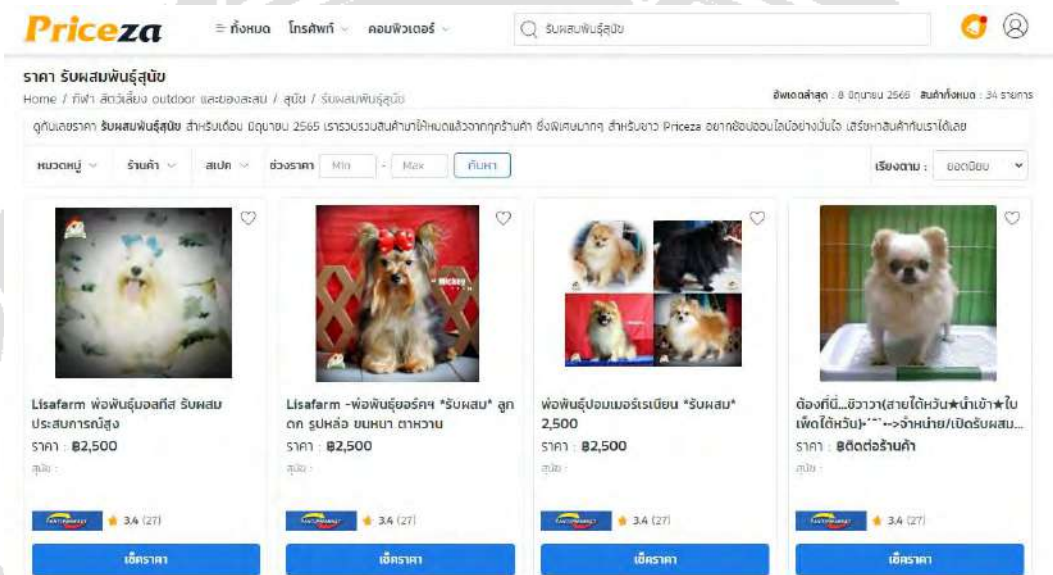 Priceza
ทั้งหมด โทรศัพท์ คอมพิวเตอร์ รับผสมพันธุ์สุนัข
ราคา รับผสมพันธุ์สุนัข
Home / กีฬา สัตว์เลี้ยง outdoor และของสะสม / สุนัข / รับผสมพันธุ์สุนัข
อัพเดตล่าสุด : 8 มิถุนายน 2565 สินค้าทั้งหมด : 34 รายการ
ดูกันเลยราคา รับผสมพันธุ์สุนัข สำหรับเดือน มิถุนายน 2565 เรารวบรวมสินค้ามาให้หมดแล้วจากทุกร้านค้า ซึ่งพิเศษมากๆ สำหรับชาว Priceza อยากช้อปออนไลน์อย่างมั่นใจ เสิร์ชหาสินค้ากับเราได้เลย
หมวดหมู่ ร้านค้า สเปค ช่วงราคา Min - Max ค้นหา เรียงตาม : ยอดนิยม
Mickey
Lisafarm พ่อพันธุ์มอลทีส รับผสม
ประสบการณ์สูง
ราคา : ฿2,500
สุนัข :
3.4 (27)
เช็คราคา
Lisafarm -พ่อพันธุ์ยอร์คฯ *รับผสม* ลูก
ดก รูปหล่อ ขนหนา ตาหวาน
ราคา : ฿2,500
สุนัข :
3.4 (27)
เช็คราคา
พ่อพันธุ์ปอมเมอร์เรเนียน *รับผสม*
2,500
ราคา : ฿2,500
สุนัข :
3.4 (27)
เช็คราคา
ต้องที่นี่...ชิวาวา(สายใต้หวัน★นำเข้า★ใบ
เพ็ดใต้หวัน)•´¨`•->จำหน่าย/เปิดรับผสม...
ราคา : ฿ติดต่อร้านค้า
สุนัข :
3.4 (27)
เช็คราคา